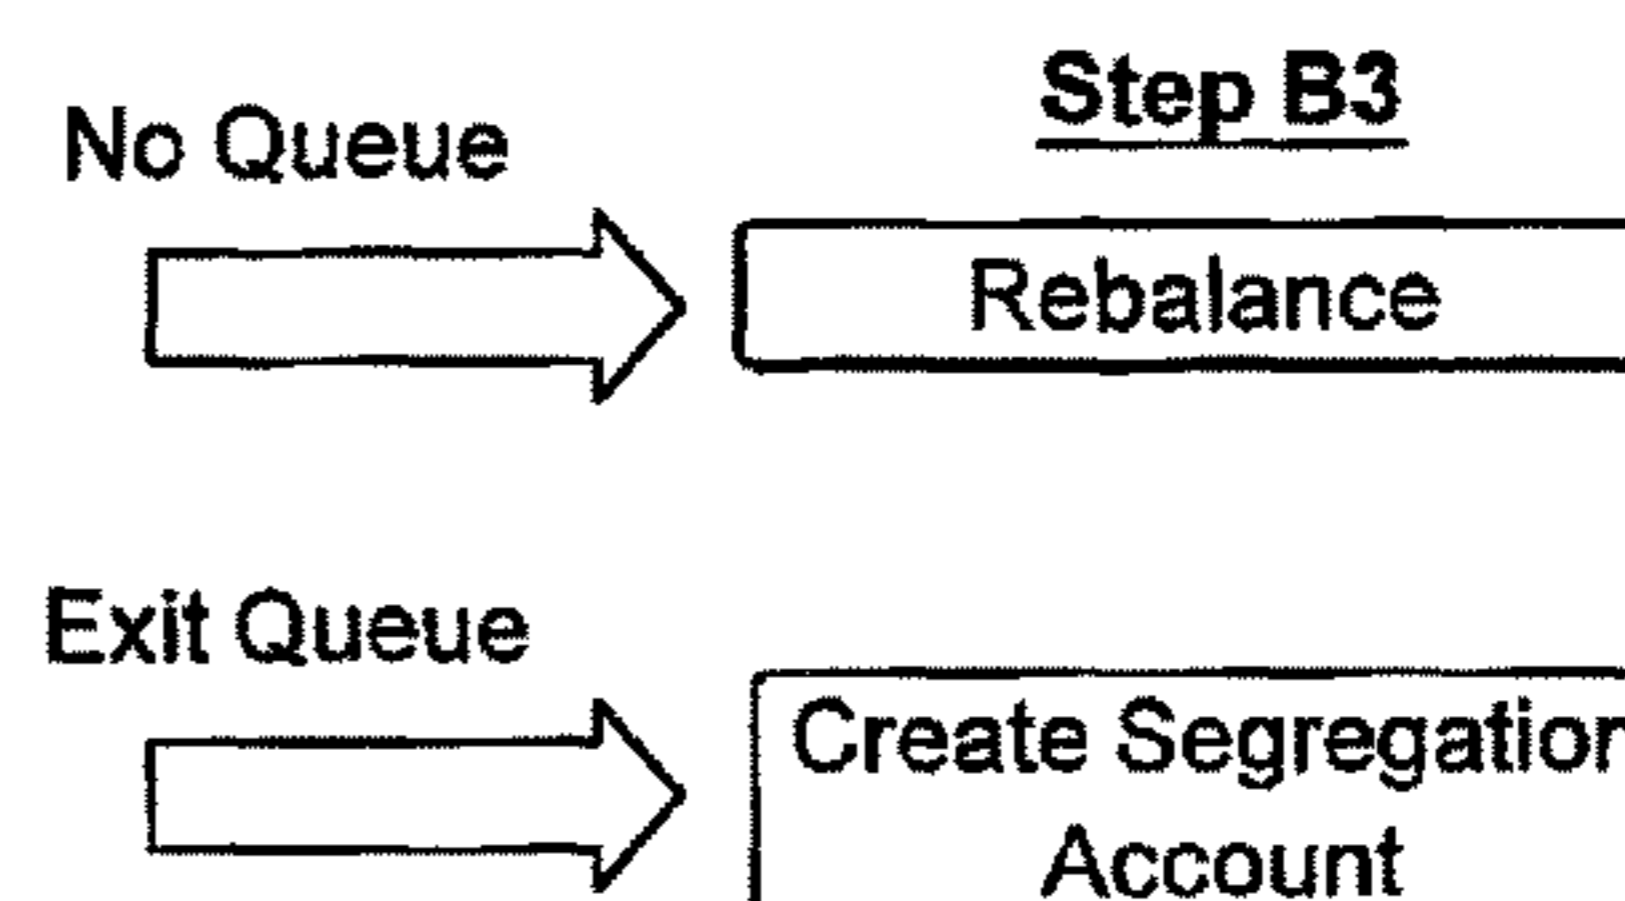 No Queue
Step B3
Rebalance
Exit Queue
Create Segregation
Account